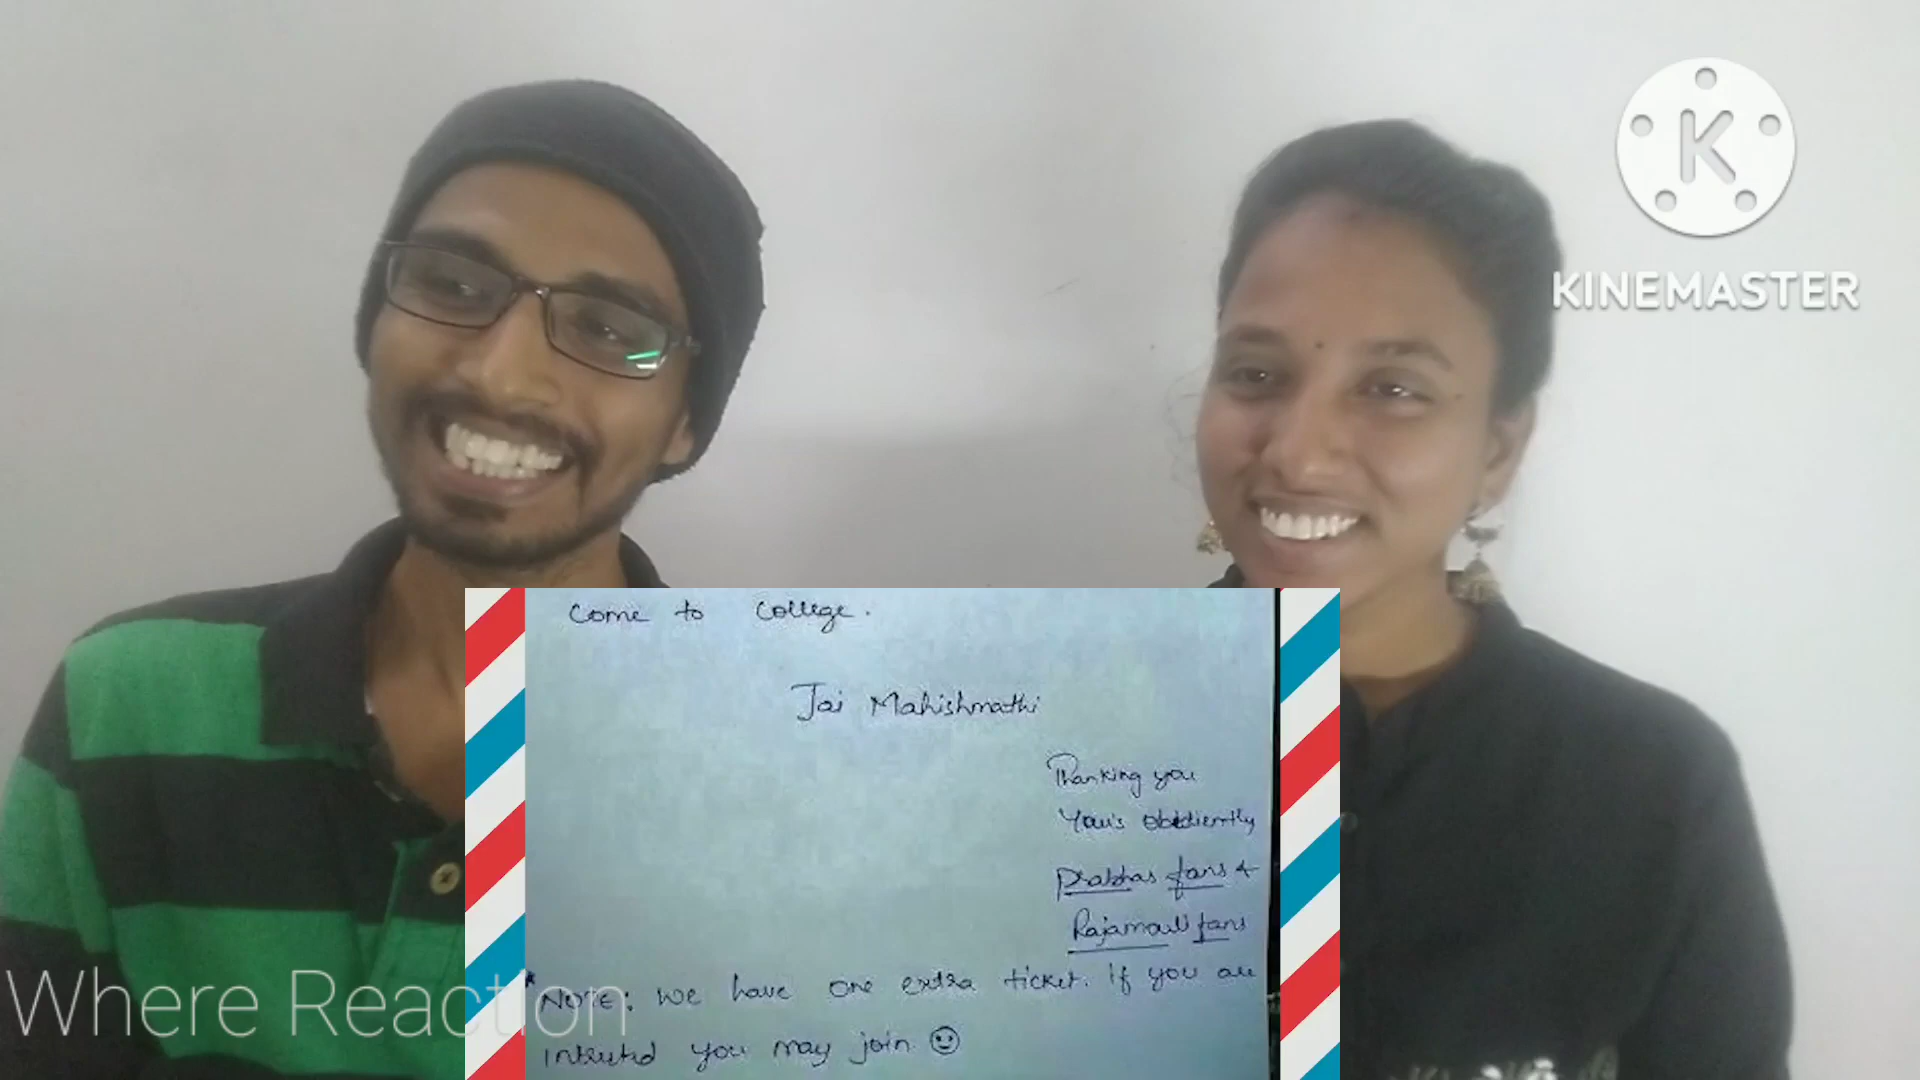 KINEMASTER
Come to College.
Jai Mahishmathi
Thanking you
Your's obediently
Prabhas fans &
Rajamouli fans
* NOTE: We have one extra ticket. If you are
you may join ☺
Where Reaction